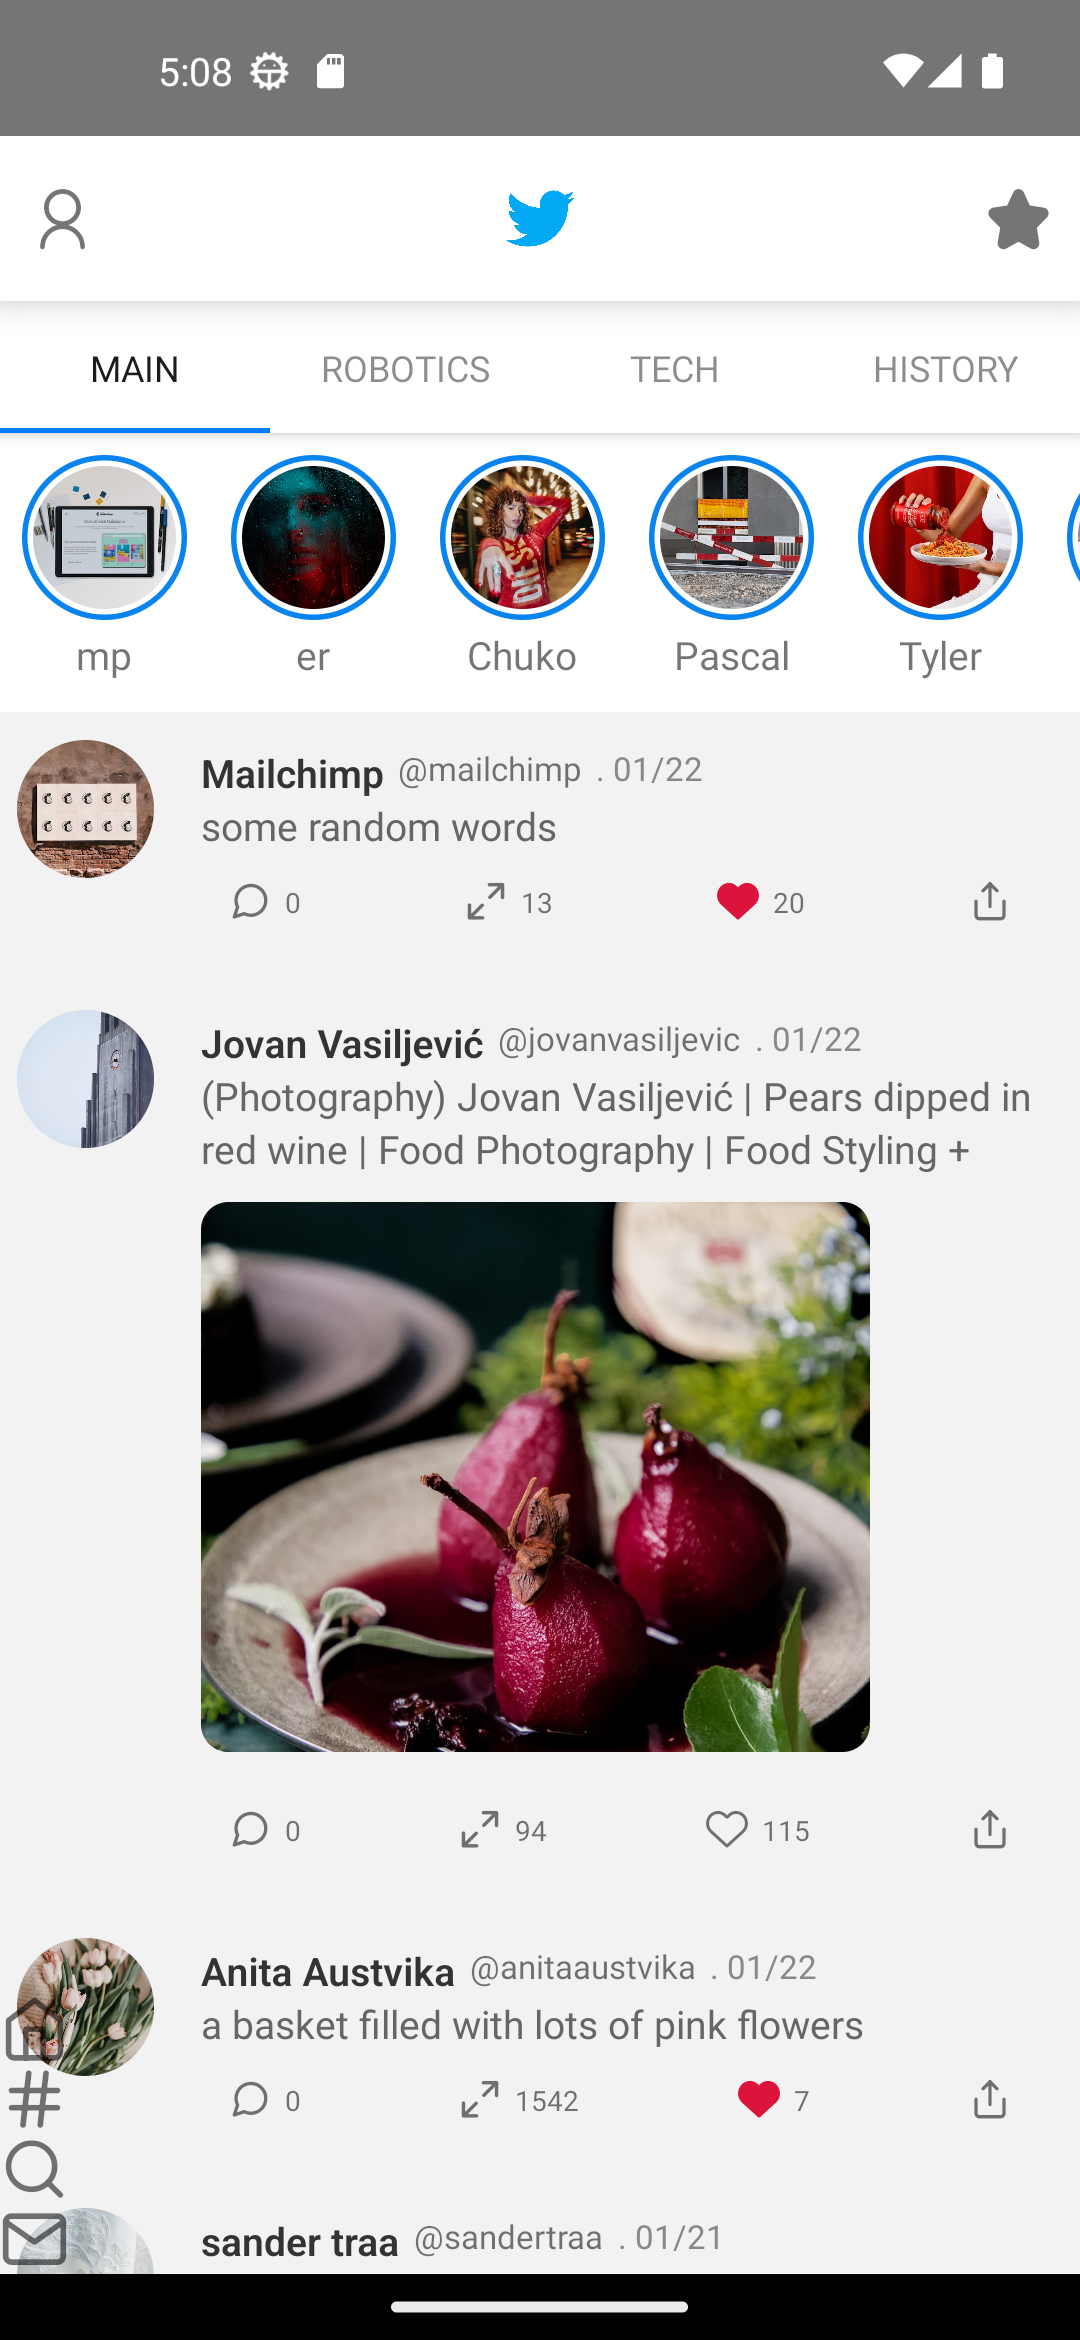 5:08
MAIN ROBOTICS TECH HISTORY
mp er Chuko Pascal Tyler
Mailchimp @mailchimp . 01/22
some random words
0 13 20
Jovan Vasiljević @jovanvasiljevic . 01/22
(Photography) Jovan Vasiljević | Pears dipped in
red wine | Food Photography | Food Styling +
0 94 115
Anita Austvika @anitaaustvika . 01/22
a basket filled with lots of pink flowers
0 1542 7
sander traa @sandertraa . 01/21